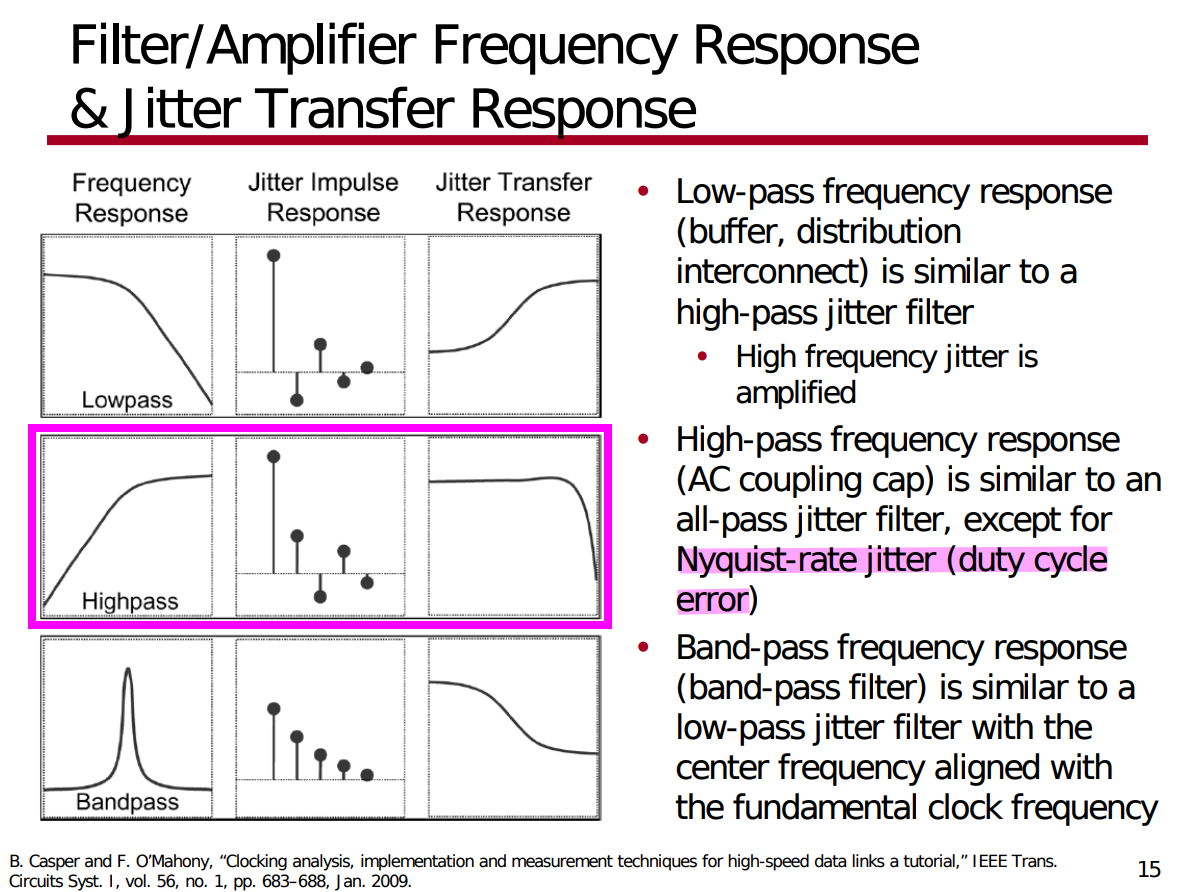 Filter/Amplifier Frequency Response
& Jitter Transfer Response
Frequency
Response
Jitter Impulse
Response
Jitter Transfer
Response
Lowpass
Highpass
Bandpass
• Low-pass frequency response
(buffer, distribution
interconnect) is similar to a
high-pass jitter filter
• High frequency jitter is
amplified
• High-pass frequency response
(AC coupling cap) is similar to an
all-pass jitter filter, except for
Nyquist-rate jitter (duty cycle
error)
• Band-pass frequency response
(band-pass filter) is similar to a
low-pass jitter filter with the
center frequency aligned with
the fundamental clock frequency
B. Casper and F. O’Mahony, “Clocking analysis, implementation and measurement techniques for high-speed data links a tutorial,” IEEE Trans.
Circuits Syst. I, vol. 56, no. 1, pp. 683–688, Jan. 2009.
15